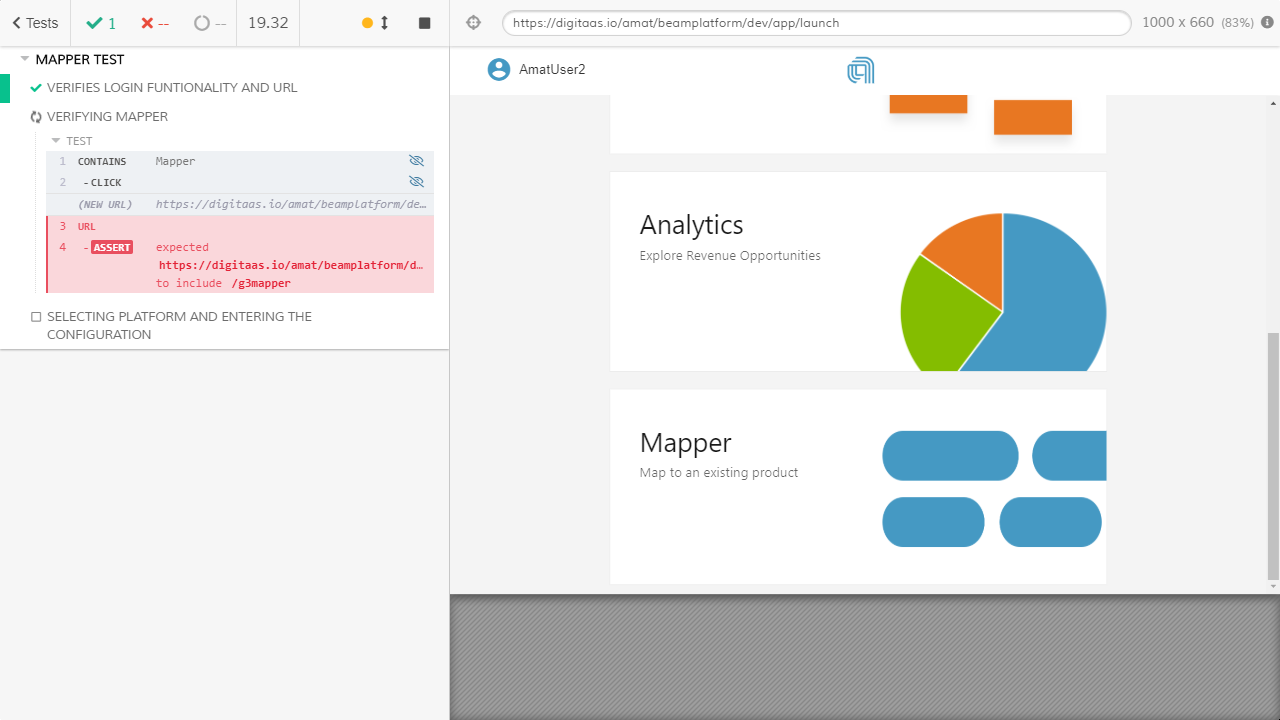 Tests
1
--
--
19.32
https://digitaas.io/amat/beamplatform/dev/app/launch
1000 x 660 (83%)
MAPPER TEST
VERIFIES LOGIN FUNTIONALITY AND URL
VERIFYING MAPPER
TEST
1 CONTAINS Mapper
2 - CLICK
(NEW URL) https://digitaas.io/amat/beamplatform/de…
3 URL
4 - ASSERT expected
https://digitaas.io/amat/beamplatform/d…
to include /g3mapper
SELECTING PLATFORM AND ENTERING THE
CONFIGURATION
AmatUser2
Analytics
Explore Revenue Opportunities
Mapper
Map to an existing product